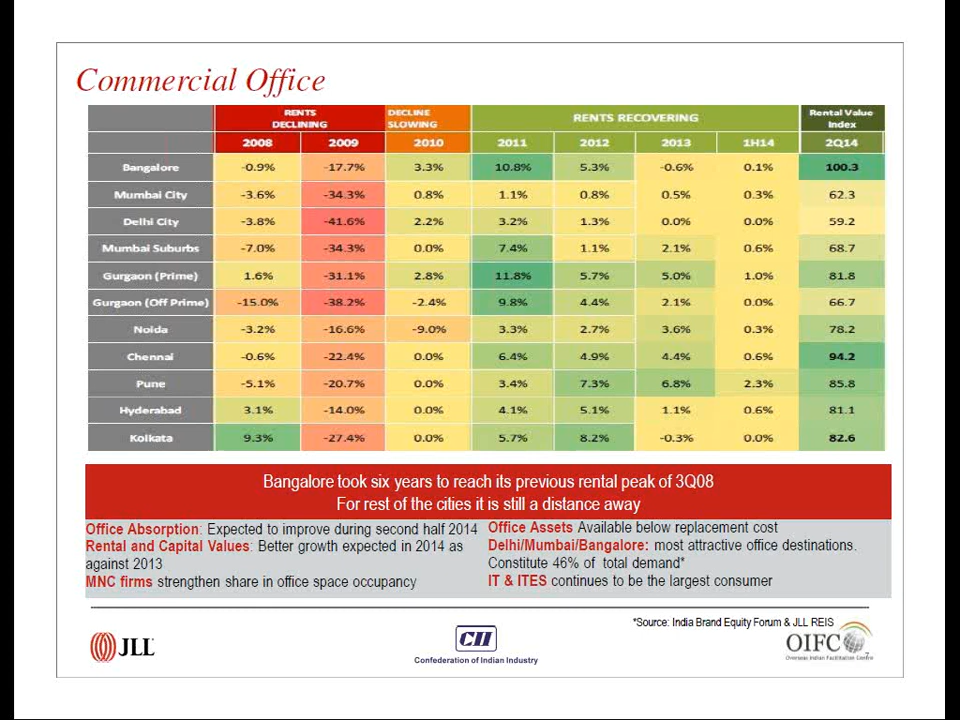 Commercial Office
RENTS DECLINING DECLINE SLOWING RENTS RECOVERING Rental Value Index
2008 2009 2010 2011 2012 2013 1H14 2Q14
Bangalore -0.9% -17.7% 3.3% 10.8% 5.3% -0.6% 0.1% 100.3
Mumbai City -3.6% -34.3% 0.8% 1.1% 0.8% 0.5% 0.3% 62.3
Delhi City -3.8% -41.6% 2.2% 3.2% 1.3% 0.0% 0.0% 59.2
Mumbai Suburbs -7.0% -34.3% 0.0% 7.4% 1.1% 2.1% 0.6% 68.7
Gurgaon (Prime) 1.6% -31.1% 2.8% 11.8% 5.7% 5.0% 1.0% 81.8
Gurgaon (Off Prime) -15.0% -38.2% -2.4% 9.8% 4.4% 2.1% 0.0% 66.7
Noida -3.2% -16.6% -9.0% 3.3% 2.7% 3.6% 0.3% 78.2
Chennai -0.6% -22.4% 0.0% 6.4% 4.9% 4.4% 0.6% 94.2
Pune -5.1% -20.7% 0.0% 3.4% 7.3% 6.8% 2.3% 85.8
Hyderabad 3.1% -14.0% 0.0% 4.1% 5.1% 1.1% 0.6% 81.1
Kolkata 9.3% -27.4% 0.0% 5.7% 8.2% -0.3% 0.0% 82.6
Bangalore took six years to reach its previous rental peak of 3Q08
For rest of the cities it is still a distance away
Office Absorption: Expected to improve during second half 2014
Rental and Capital Values: Better growth expected in 2014 as
against 2013
MNC firms strengthen share in office space occupancy
Office Assets Available below replacement cost
Delhi/Mumbai/Bangalore: most attractive office destinations.
Constitute 46% of total demand*
IT & ITES continues to be the largest consumer
*Source: India Brand Equity Forum & JLL REIS
JLL
CII
Confederation of Indian Industry
OIFC
Overseas Indian Facilitation Centre